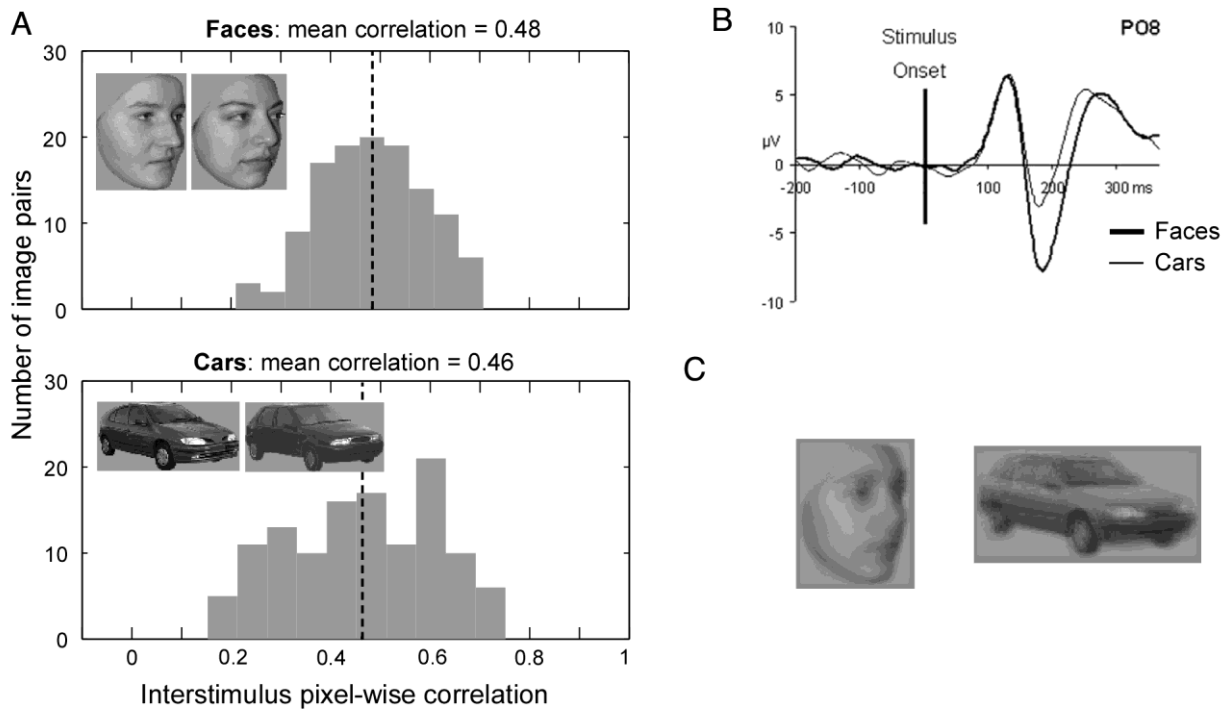 A
Faces: mean correlation = 0.48
30
20
10
0
Cars: mean correlation = 0.46
30
20
10
0
0 0.2 0.4 0.6 0.8 1
Number of image pairs
Interstimulus pixel-wise correlation
B
PO8
Stimulus
Onset
10
5
µV
0
-5
-10
-200 -100 100 200 300 ms
Faces
Cars
C